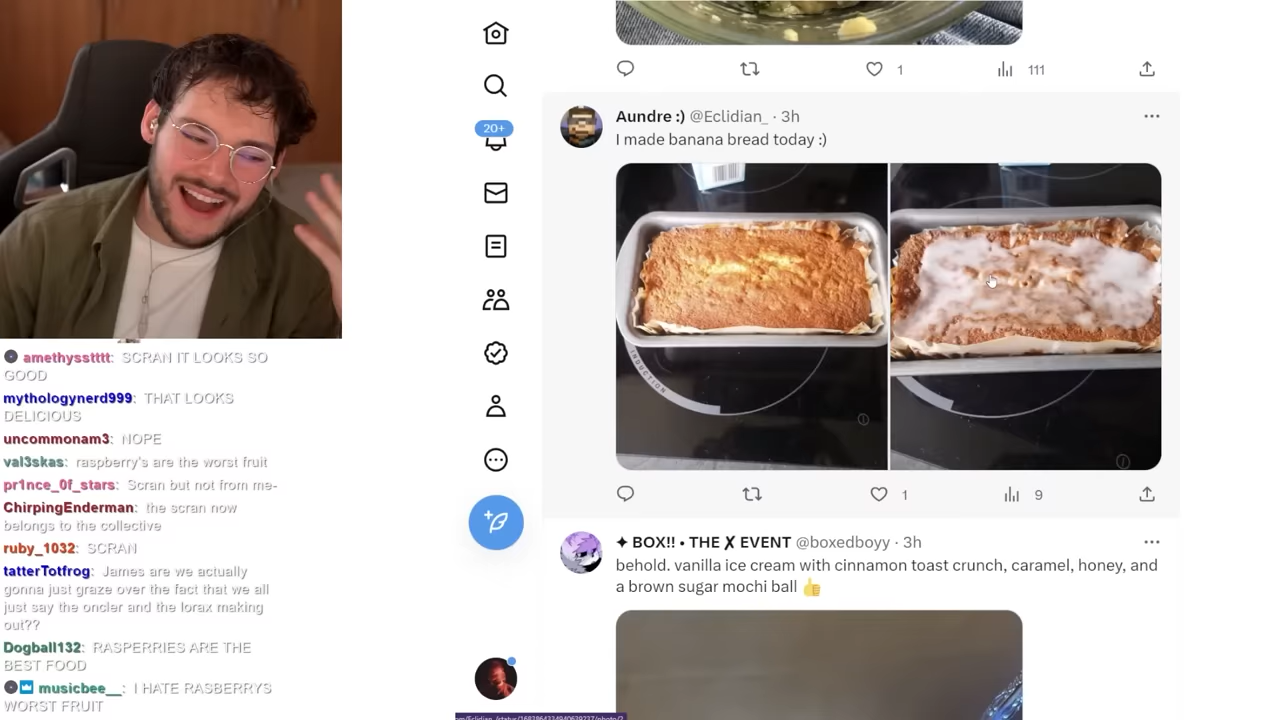 1
111
20+
Aundre :) @Eclidian_ · 3h
I made banana bread today :)
INDUCTION
1
9
✦ BOX!! • THE X EVENT @boxedboyy · 3h
behold. vanilla ice cream with cinnamon toast crunch, caramel, honey, and
a brown sugar mochi ball 👍
amethysstttt: SCRAN IT LOOKS SO
GOOD
mythologynerd999: THAT LOOKS
DELICIOUS
uncommonam3: NOPE
val3skas: raspberry's are the worst fruit
pr1nce_0f_stars: Scran but not from me-
ChirpingEnderman: the scran now
belongs to the collective
ruby_1032: SCRAN
tatterTotfrog: James are we actually
gonna just graze over the fact that we all
just say the oncler and the lorax making
out??
Dogball132: RASPERRIES ARE THE
BEST FOOD
musicbee__: I HATE RASBERRYS
WORST FRUIT